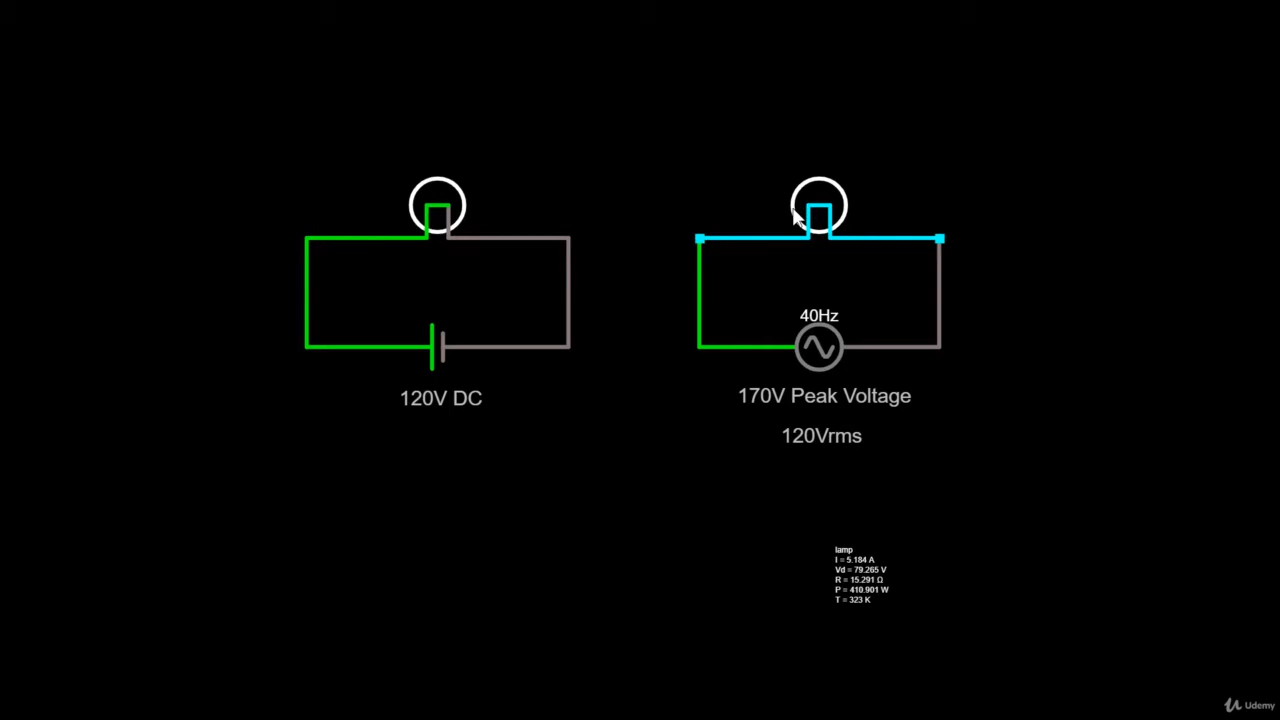 40Hz
120V DC
170V Peak Voltage
120Vrms
lamp
I = 5.184 A
Vd = 79.265 V
R = 15.291 Ω
P = 410.901 W
T = 323 K
Udemy